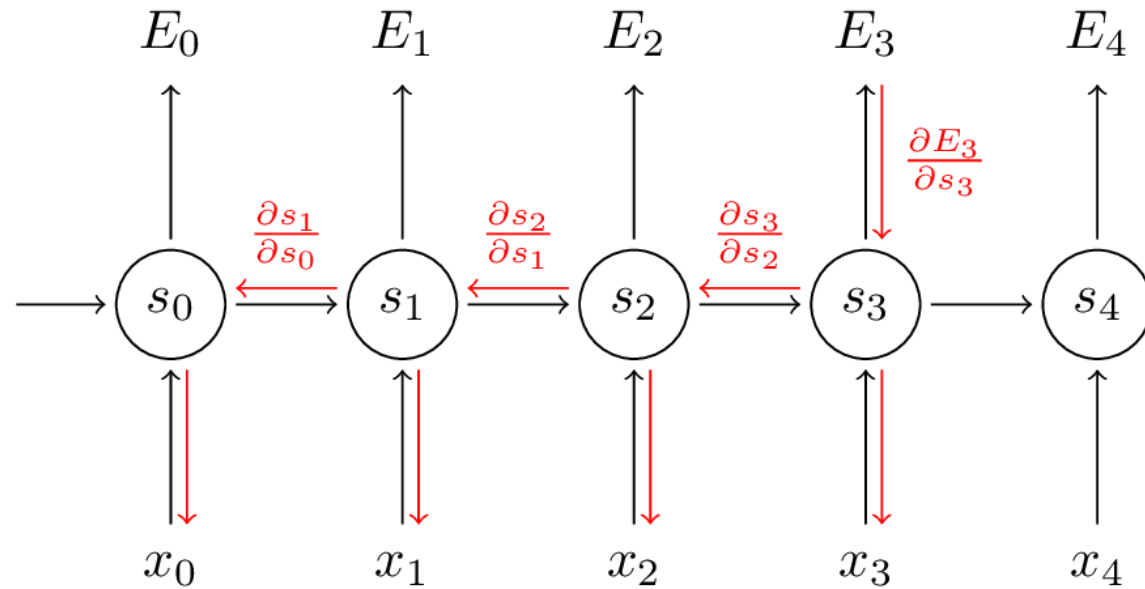 E₀ E₁ E₂ E₃ E₄
∂E₃/∂s₃
∂s₁/∂s₀ ∂s₂/∂s₁ ∂s₃/∂s₂
s₀ s₁ s₂ s₃ s₄
x₀ x₁ x₂ x₃ x₄